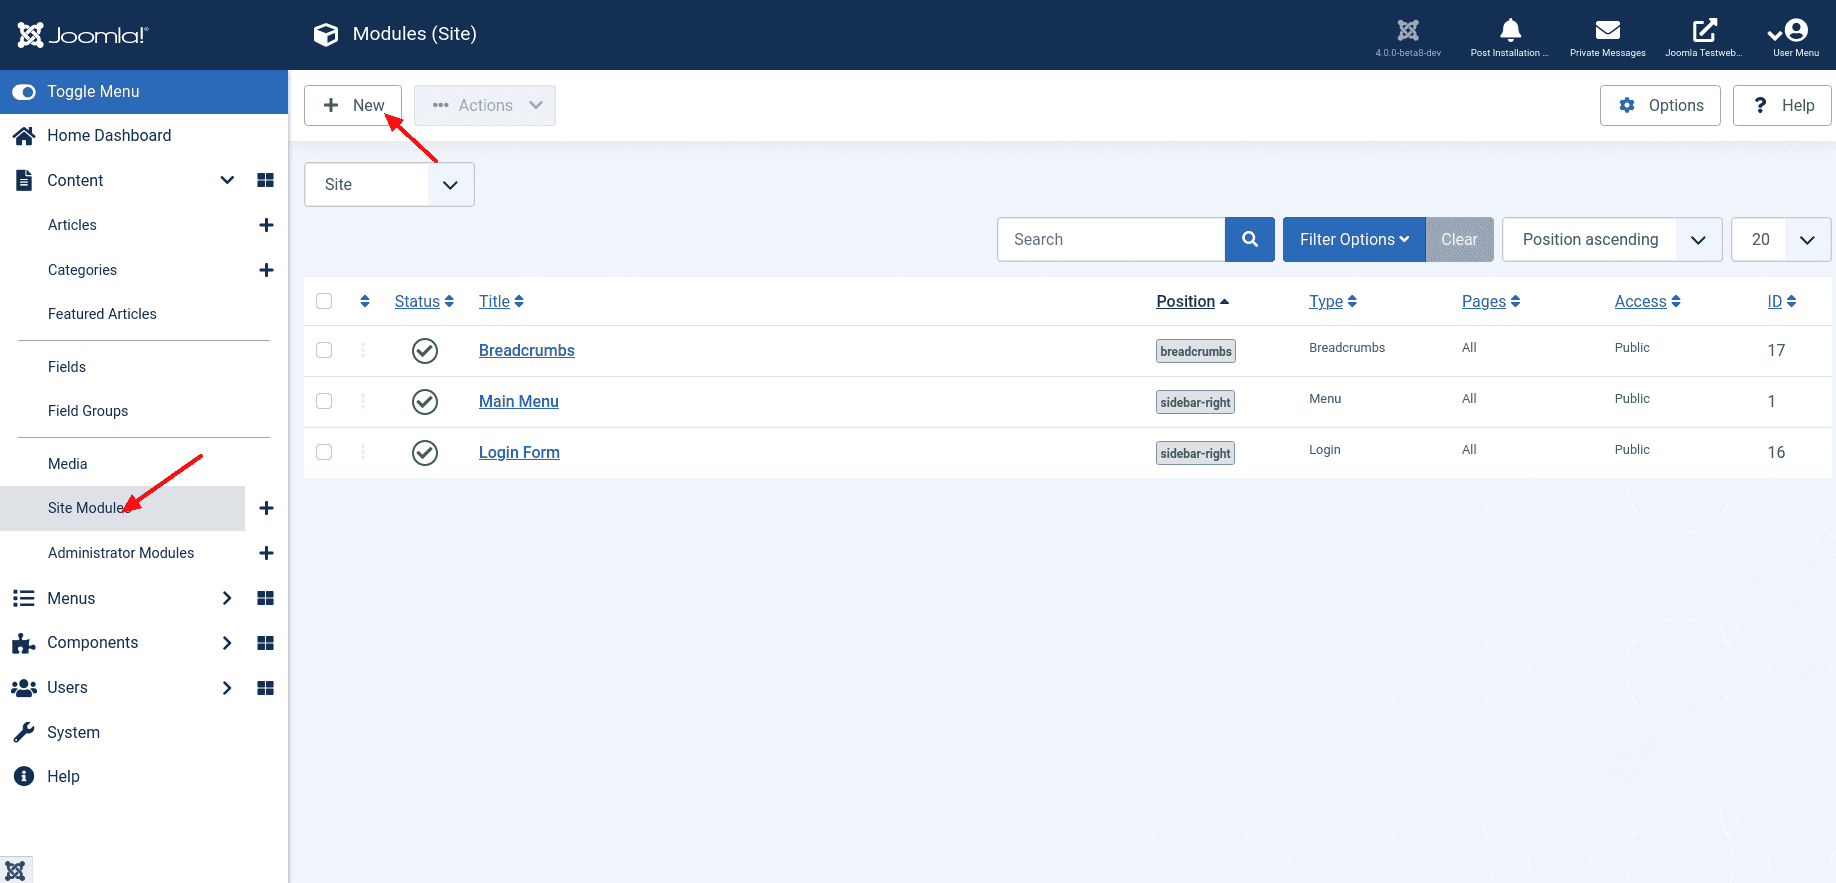 Joomla!
Modules (Site)
4.0.0-beta8-dev
Post Installation ...
Private Messages
Joomla Testweb...
User Menu
Toggle Menu
New
Actions
Options
Help
Home Dashboard
Content
Articles
Categories
Featured Articles
Fields
Field Groups
Media
Site Modules
Administrator Modules
Menus
Components
Users
System
Help
Site
Search
Filter Options
Clear
Position ascending
20
Status Title Position Type Pages Access ID
Breadcrumbs breadcrumbs Breadcrumbs All Public 17
Main Menu sidebar-right Menu All Public 1
Login Form sidebar-right Login All Public 16